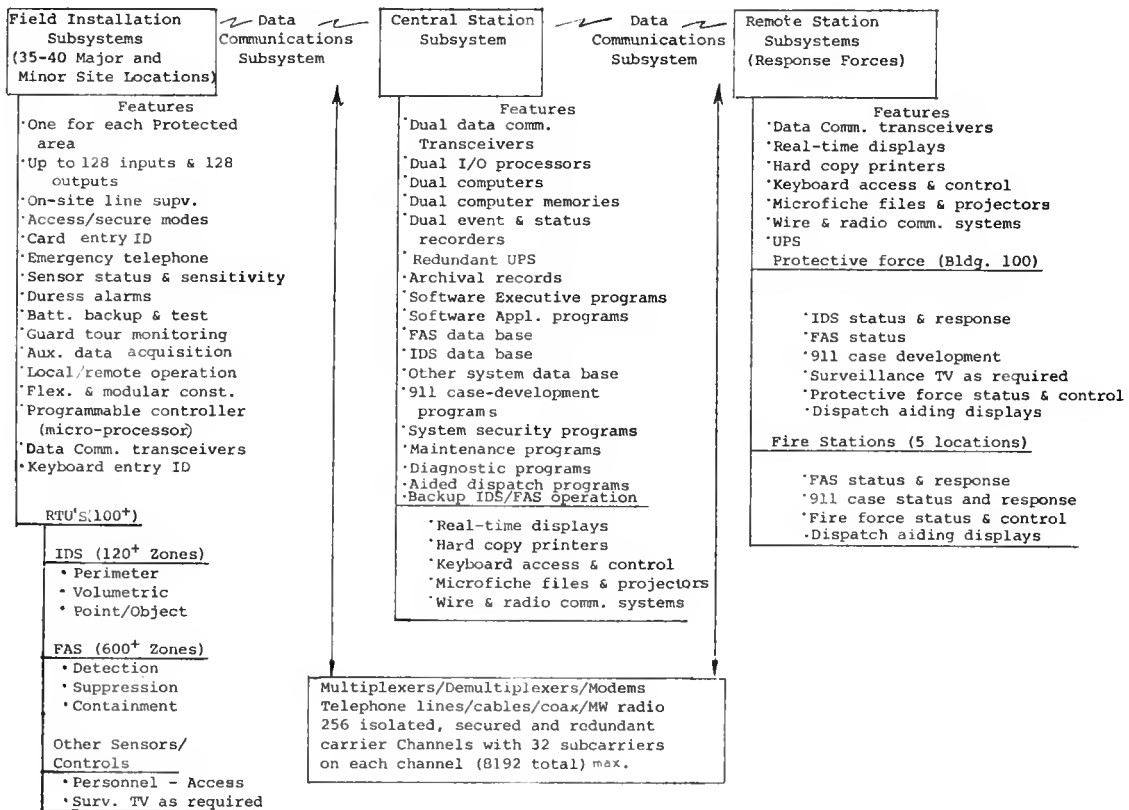 Field Installation
Subsystems
(35-40 Major and
Minor Site Locations)
Data
Communications
Subsystem
Central Station
Subsystem
Data
Communications
Subsystem
Remote Station
Subsystems
(Response Forces)
Features
·One for each Protected
area
·Up to 128 inputs & 128
outputs
·On-site line supv.
·Access/secure modes
·Card entry ID
·Emergency telephone
·Sensor status & sensitivity
·Duress alarms
·Batt. backup & test
·Guard tour monitoring
·Aux. data acquisition
·Local/remote operation
·Flex. & modular const.
·Programmable controller
(micro-processor)
·Data Comm. transceivers
·Keyboard entry ID
RTU'S(100+)
IDS (120+ Zones)
• Perimeter
• Volumetric
• Point/Object
FAS (600+ Zones)
• Detection
• Suppression
• Containment
Other Sensors/
Controls
• Personnel - Access
• Surv. TV as required
Features
·Dual data comm.
Transceivers
·Dual I/O processors
·Dual computers
·Dual computer memories
·Dual event & status
recorders
·Redundant UPS
·Archival records
·Software Executive programs
·Software Appl. programs
·FAS data base
·IDS data base
·Other system data base
·911 case-development
programs
·System security programs
·Maintenance programs
·Diagnostic programs
·Aided dispatch programs
·Backup IDS/FAS operation
·Real-time displays
·Hard copy printers
·Keyboard access & control
·Microfiche files & projectors
·Wire & radio comm. systems
Features
·Data Comm. transceivers
·Real-time displays
·Hard copy printers
·Keyboard access & control
·Microfiche files & projectors
·Wire & radio comm. systems
·UPS
Protective force (Bldg. 100)
·IDS status & response
·FAS status
·911 case development
·Surveillance TV as required
·Protective force status & control
·Dispatch aiding displays
Fire Stations (5 locations)
·FAS status & response
·911 case status and response
·Fire force status & control
·Dispatch aiding displays
Multiplexers/Demultiplexers/Modems
Telephone lines/cables/coax/MW radio
256 isolated, secured and redundant
carrier Channels with 32 subcarriers
on each channel (8192 total) max.